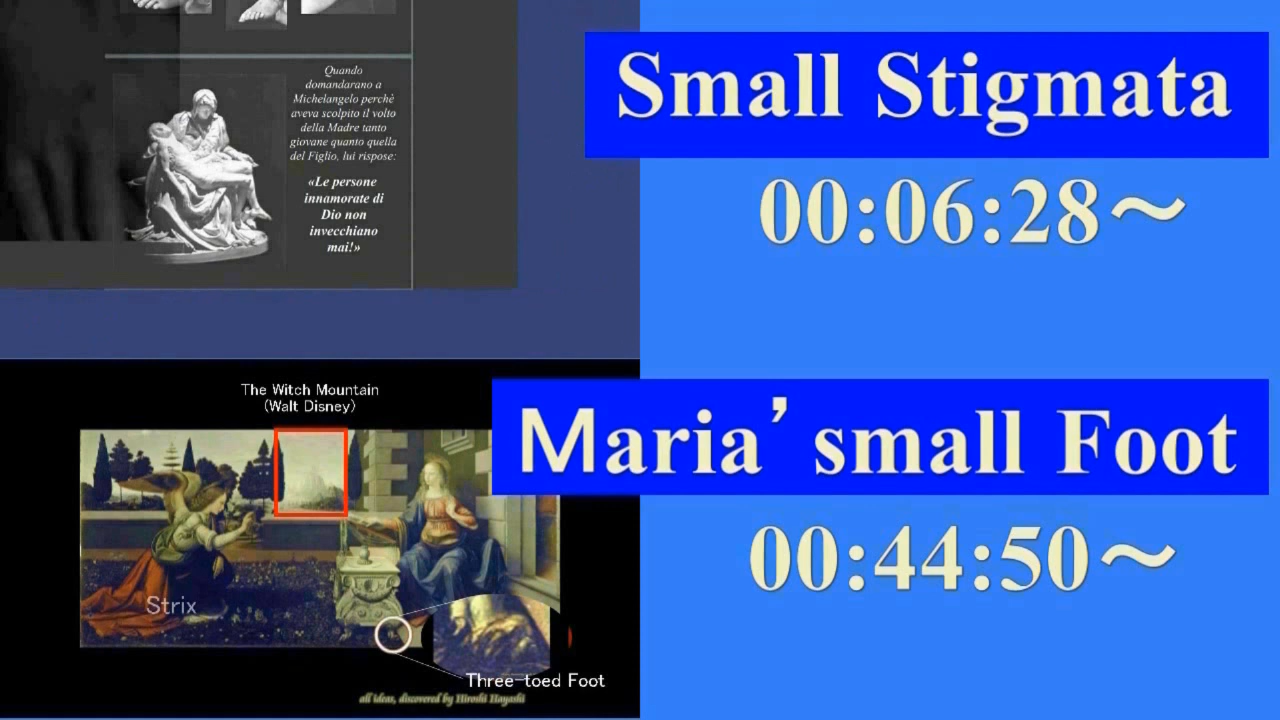 Quando
domandarano a
Michelangelo perchè
aveva scolpito il volto
della Madre tanto
giovane quanto quella
del Figlio, lui rispose:
«Le persone
innamorate di
Dio non
invecchiano
mai!»
Small Stigmata
00:06:28～
The Witch Mountain
(Walt Disney)
Maria’ small Foot
00:44:50～
Strix
Three-toed Foot
all ideas, discovered by Hiroshi Hayashi